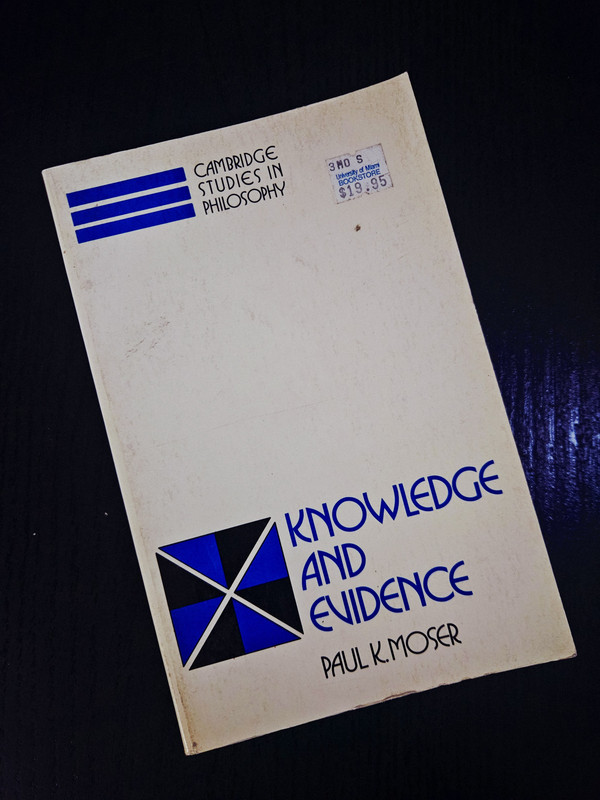 CAMBRIDGE
STUDIES IN
PHILOSOPHY
3MO S
University of Miami
BOOKSTORE
$19.95
KNOWLEDGE
AND
EVIDENCE
PAUL K. MOSER